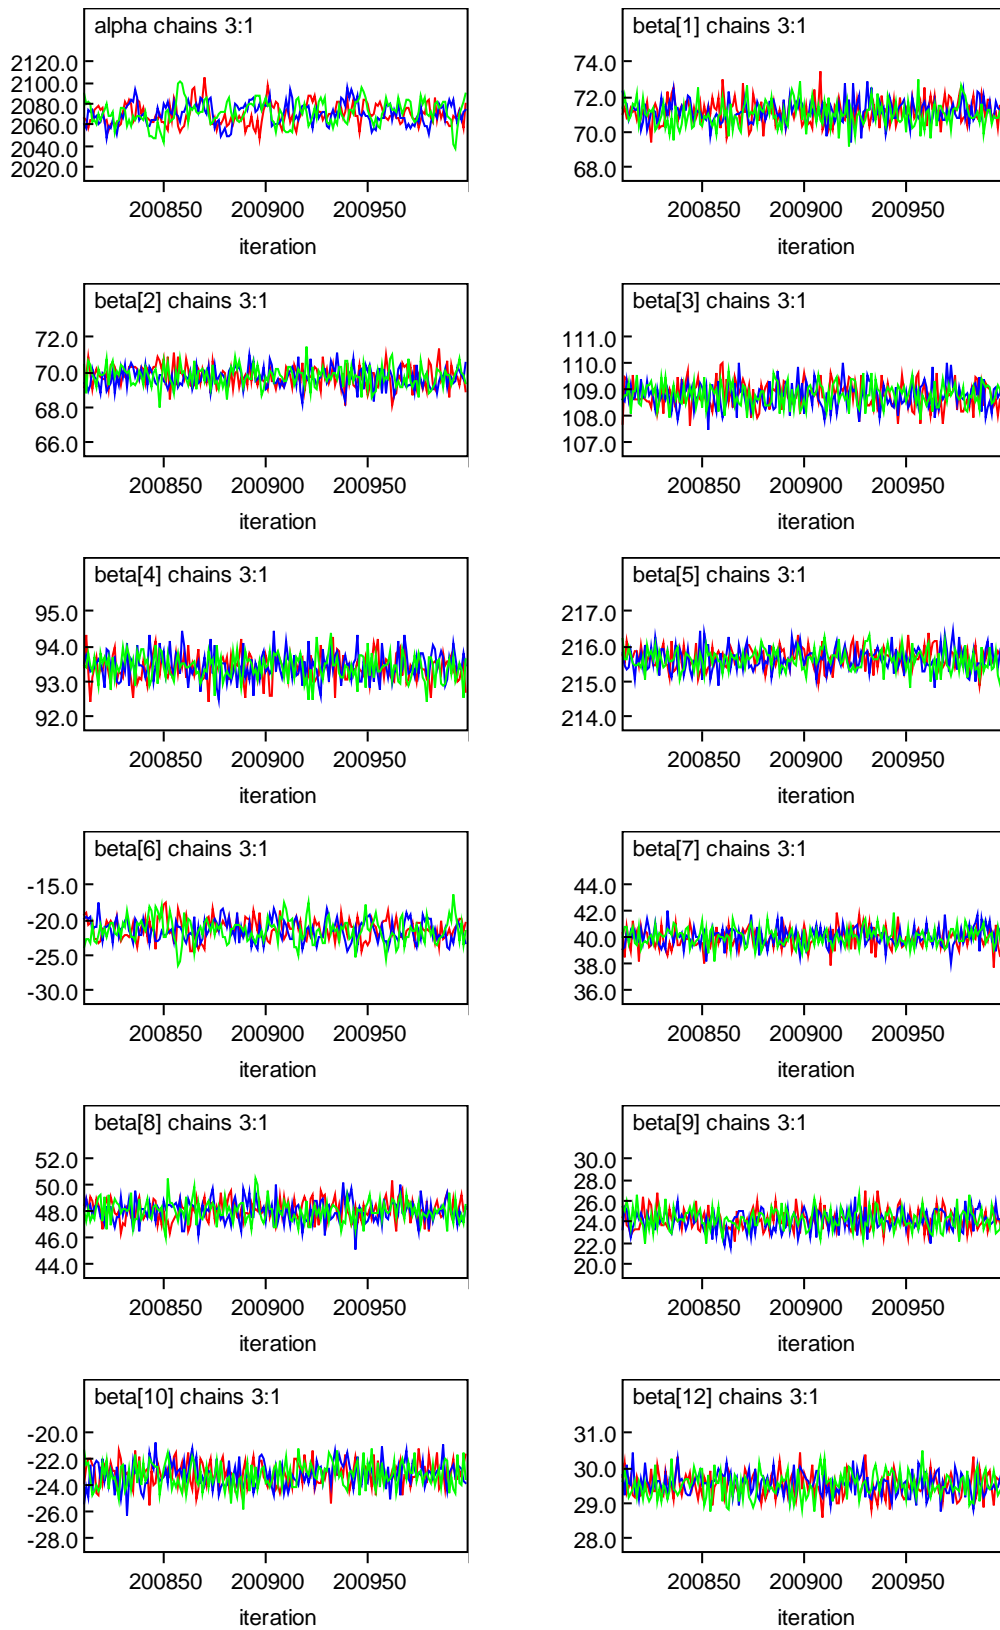 alpha chains 3:1
2120.0
2100.0
2080.0
2060.0
2040.0
2020.0
200850 200900 200950
iteration
beta[1] chains 3:1
74.0
72.0
70.0
68.0
200850 200900 200950
iteration
beta[2] chains 3:1
72.0
70.0
68.0
66.0
200850 200900 200950
iteration
beta[3] chains 3:1
111.0
110.0
109.0
108.0
107.0
200850 200900 200950
iteration
beta[4] chains 3:1
95.0
94.0
93.0
92.0
200850 200900 200950
iteration
beta[5] chains 3:1
217.0
216.0
215.0
214.0
200850 200900 200950
iteration
beta[6] chains 3:1
-15.0
-20.0
-25.0
-30.0
200850 200900 200950
iteration
beta[7] chains 3:1
44.0
42.0
40.0
38.0
36.0
200850 200900 200950
iteration
beta[8] chains 3:1
52.0
50.0
48.0
46.0
44.0
200850 200900 200950
iteration
beta[9] chains 3:1
30.0
28.0
26.0
24.0
22.0
20.0
200850 200900 200950
iteration
beta[10] chains 3:1
-20.0
-22.0
-24.0
-26.0
-28.0
200850 200900 200950
iteration
beta[12] chains 3:1
31.0
30.0
29.0
28.0
200850 200900 200950
iteration